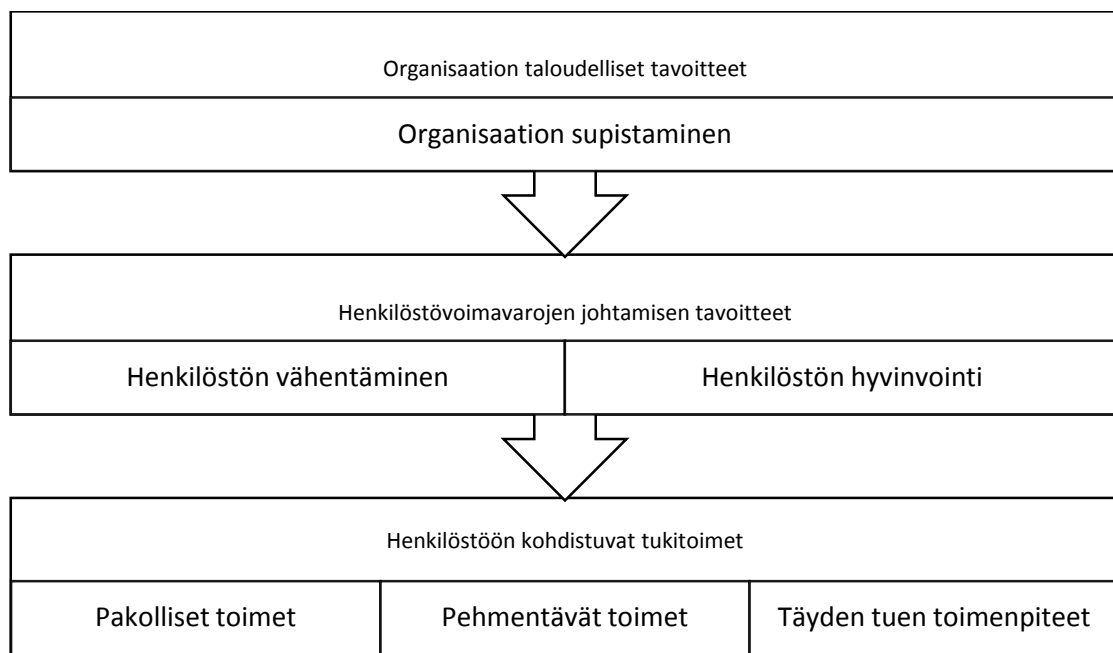 Organisaation taloudelliset tavoitteet
Organisaation supistaminen
Henkilöstövoimavarojen johtamisen tavoitteet
Henkilöstön vähentäminen
Henkilöstön hyvinvointi
Henkilöstöön kohdistuvat tukitoimet
Pakolliset toimet
Pehmentävät toimet
Täyden tuen toimenpiteet